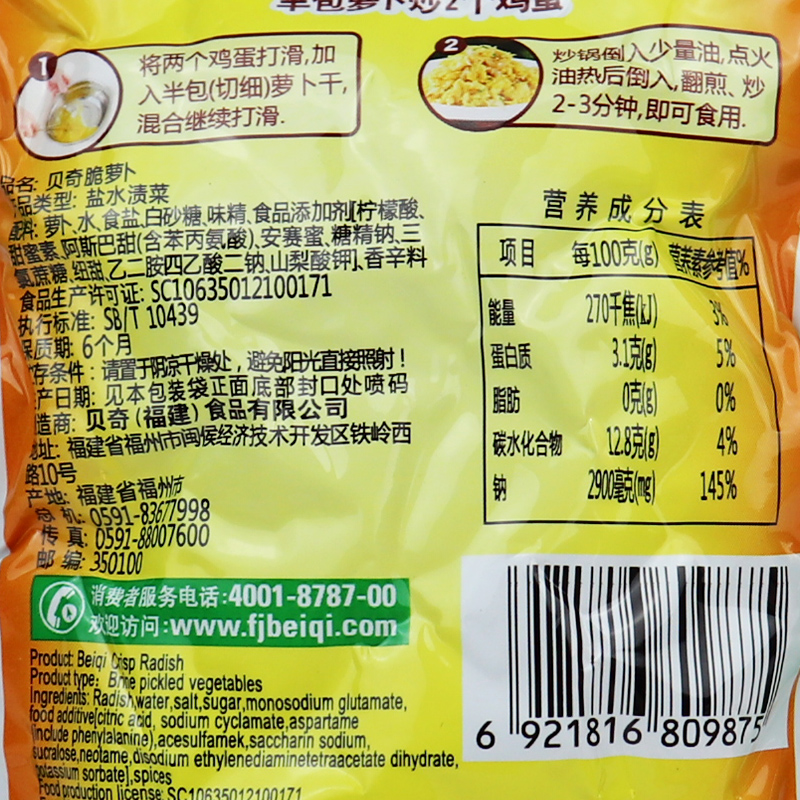 半包萝卜炒2个鸡蛋
1
将两个鸡蛋打滑,加
入半包(切细)萝卜干,
混合继续打滑.
2
炒锅倒入少量油,点火
油热后倒入,翻煎、炒
2-3分钟,即可食用.
品名: 贝奇脆萝卜
品类型: 盐水渍菜
料: 萝卜,水,食盐,白砂糖,味精,食品添加剂[柠檬酸、
甜蜜素,阿斯巴甜(含苯丙氨酸),安赛蜜,糖精钠,三
氯蔗糖,纽甜,乙二胺四乙酸二钠,山梨酸钾],香辛料
食品生产许可证: SC10635012100171
执行标准: SB/T 10439
保质期: 6个月
存条件: 请置于阴凉干燥处，避免阳光直接照射!
产日期: 见本包装袋正面底部封口处喷码
造商: 贝奇(福建)食品有限公司
地址: 福建省福州市闽侯经济技术开发区铁岭西
路10号
产地: 福建省福州市
总 机: 0591-83677998
传 真: 0591-88007600
邮 编: 350100
营养成分表
项目 每100克(g) 营养素参考值%
能量 270千焦(kJ) 3%
蛋白质 3.1克(g) 5%
脂肪 0克(g) 0%
碳水化合物 12.8克(g) 4%
钠 2900毫克(mg) 145%
消费者服务电话:4001-8787-00
欢迎访问:www.fjbeiqi.com
Product: Beiqi Crisp Radish
Product type: Brine pickled vegetables
Ingredients: Radish,water,salt,sugar,monosodium glutamate,
food additive[citric acid, sodium cyclamate,aspartame
(include phenylalanine),acesulfamek,saccharin sodium,
sucralose,neotame,disodium ethylenediaminetetraacetate dihydrate,
potassium sorbate],spices
Food production license: SC10635012100171
6 921816 809875